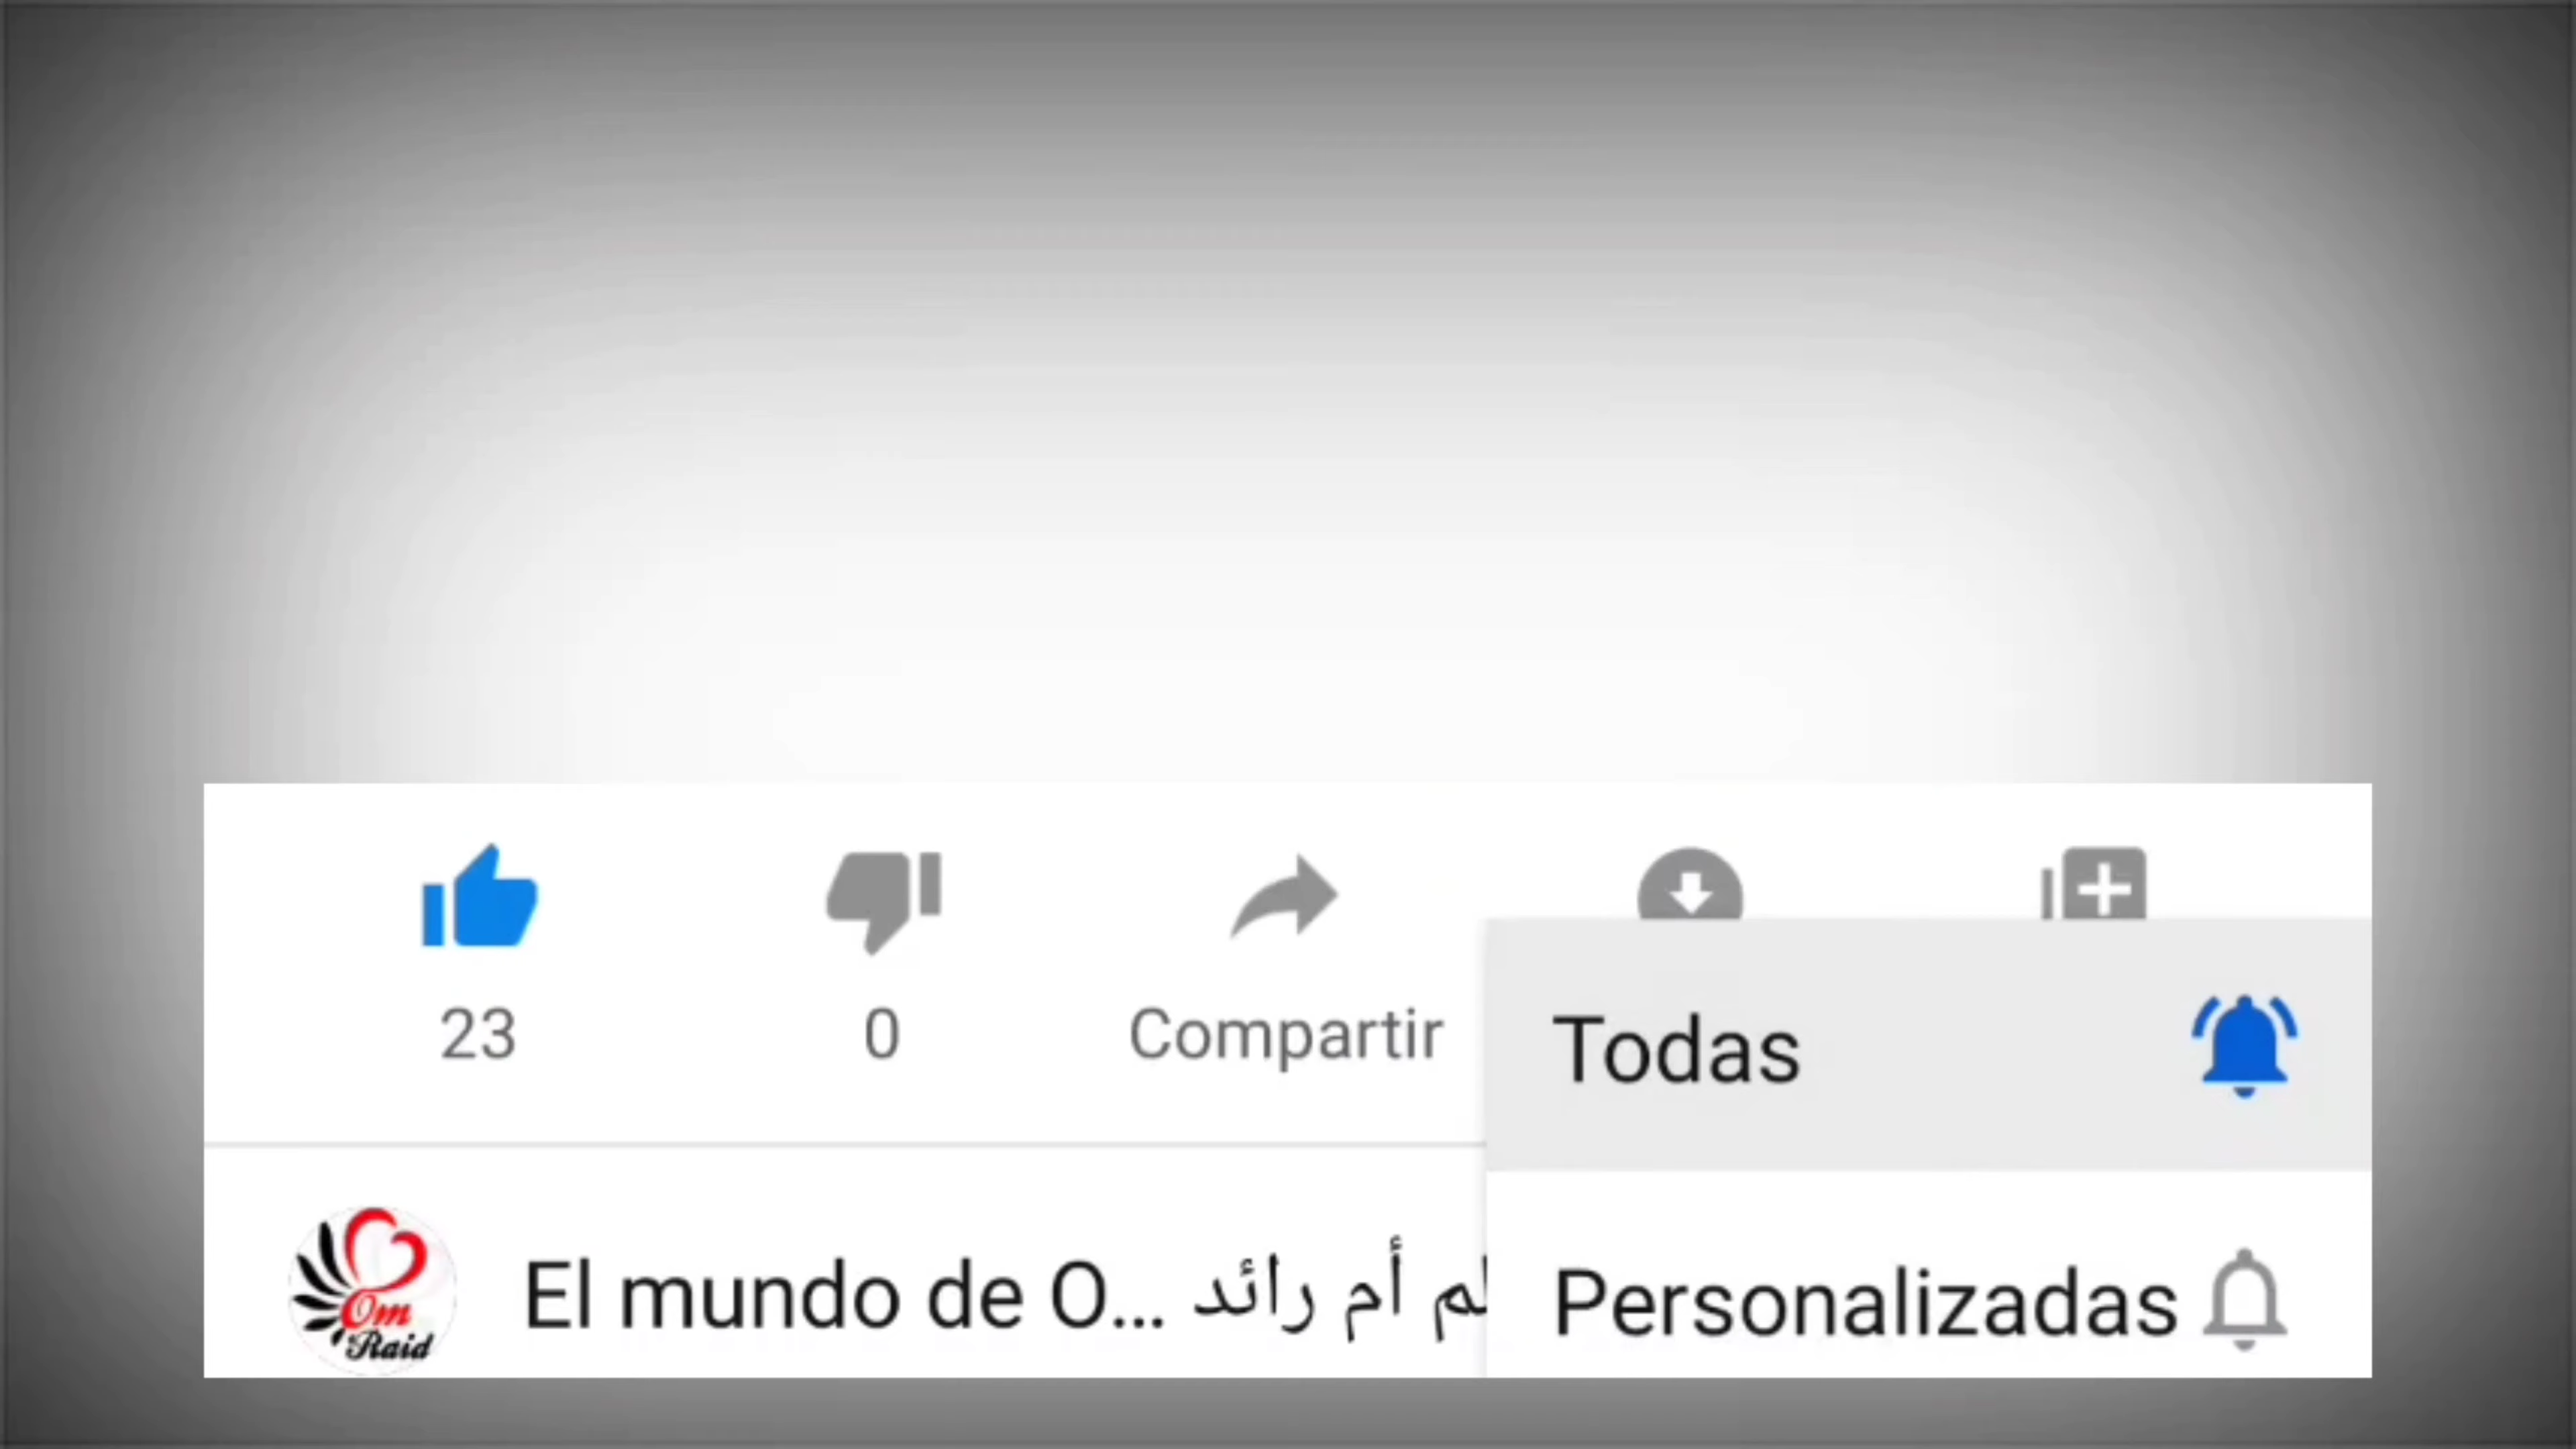 23
0
Compartir
Todas
El mundo de O... لم أم رائد
Personalizadas
Om
Raid